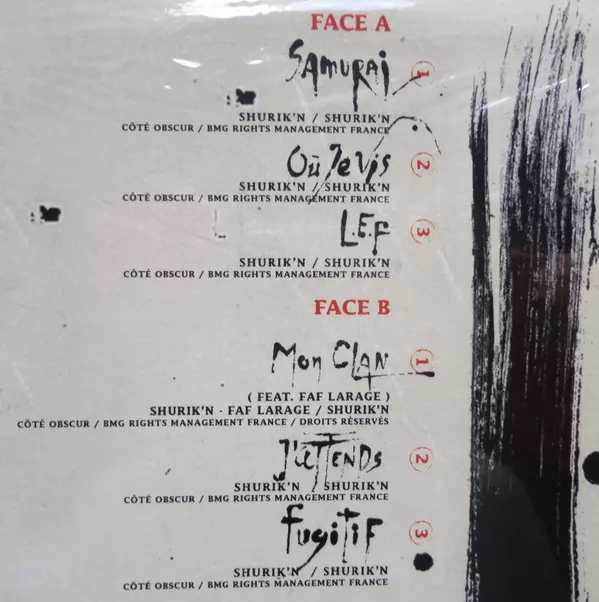 FACE A
SAMURAI 1
SHURIK'N / SHURIK'N
CÔTÉ OBSCUR / BMG RIGHTS MANAGEMENT FRANCE
Où Je Vis 2
SHURIK'N / SHURIK'N
CÔTÉ OBSCUR / BMG RIGHTS MANAGEMENT FRANCE
L.E.F 3
SHURIK'N / SHURIK'N
CÔTÉ OBSCUR / BMG RIGHTS MANAGEMENT FRANCE
FACE B
Mon CLAN 1
( FEAT. FAF LARAGE )
SHURIK'N - FAF LARAGE / SHURIK'N
CÔTÉ OBSCUR / BMG RIGHTS MANAGEMENT FRANCE / DROITS RÉSERVÉS
J'ATTENDS 2
SHURIK'N / SHURIK'N
CÔTÉ OBSCUR / BMG RIGHTS MANAGEMENT FRANCE
fugitif 3
SHURIK'N / SHURIK'N
CÔTÉ OBSCUR / BMG RIGHTS MANAGEMENT FRANCE